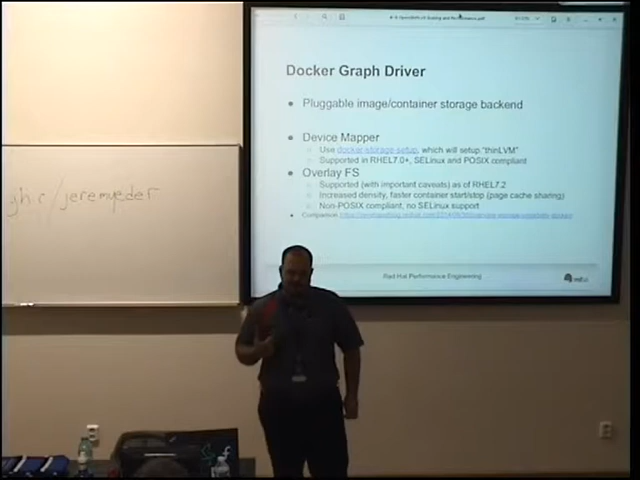 Docker Graph Driver
• Pluggable image/container storage backend
• Device Mapper
○ Use docker-storage-setup, which will setup "thinLVM"
○ Supported in RHEL7.0+, SELinux and POSIX compliant
• Overlay FS
○ Supported (with important caveats) as of RHEL7.2
○ Increased density, faster container start/stop (page cache sharing)
○ Non-POSIX compliant, no SELinux support
• Comparison
Red Hat Performance Engineering
gh.c/jeremyeder